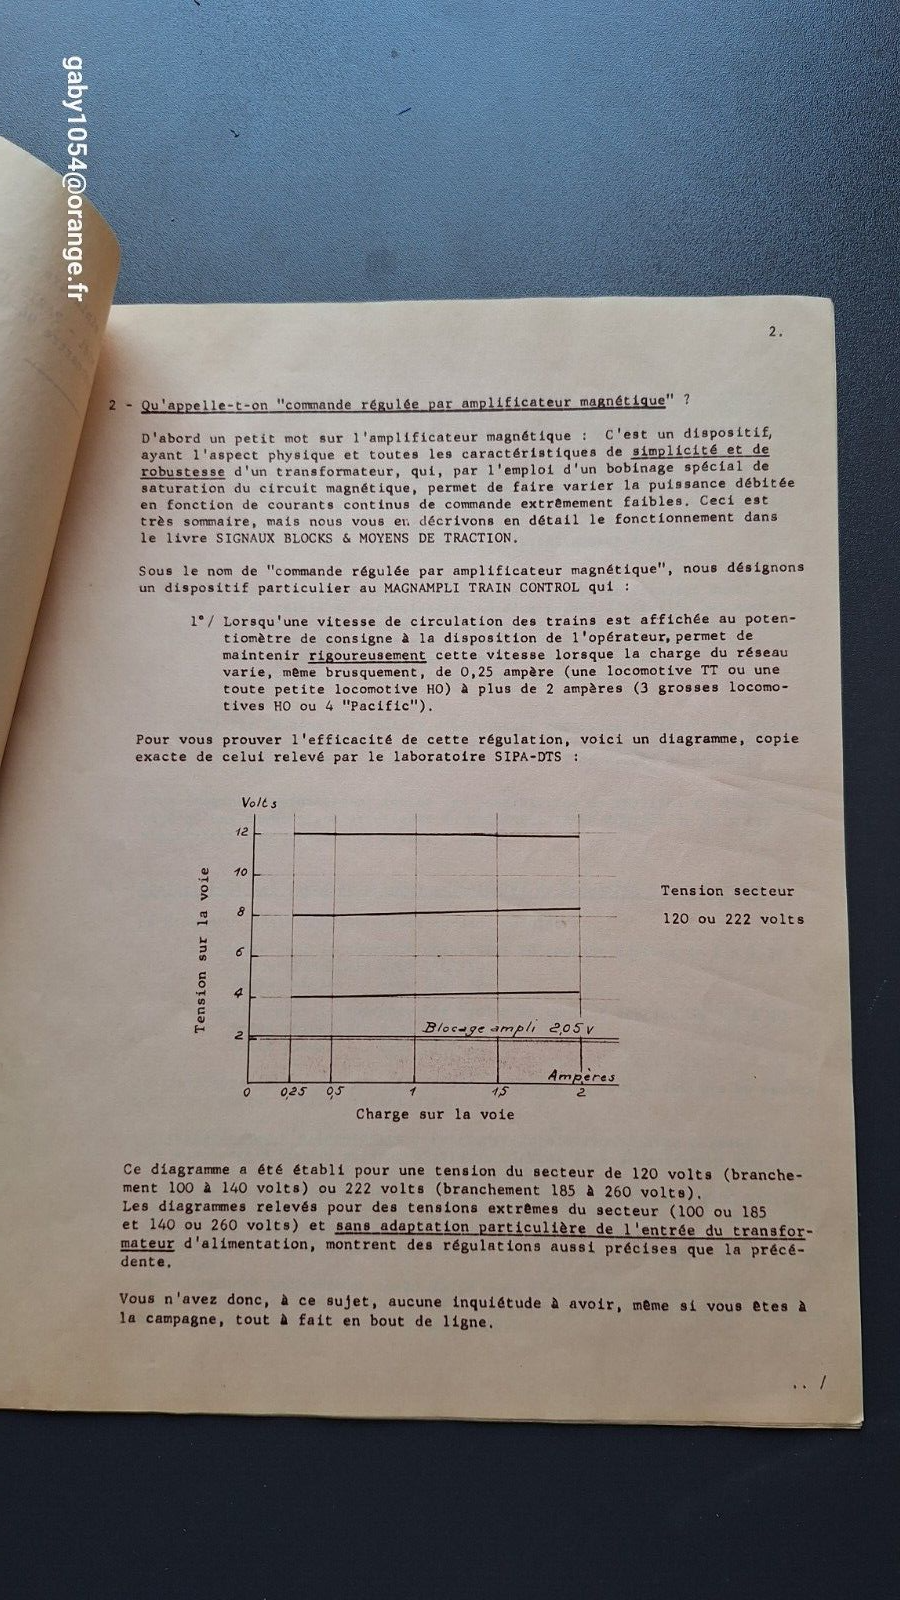 gaby1054@orange.fr
2.
2 - Qu'appelle-t-on "commande régulée par amplificateur magnétique" ?
D'abord un petit mot sur l'amplificateur magnétique : C'est un dispositif,
ayant l'aspect physique et toutes les caractéristiques de simplicité et de
robustesse d'un transformateur, qui, par l'emploi d'un bobinage spécial de
saturation du circuit magnétique, permet de faire varier la puissance débitée
en fonction de courants continus de commande extrêmement faibles. Ceci est
très sommaire, mais nous vous en décrivons en détail le fonctionnement dans
le livre SIGNAUX BLOCKS & MOYENS DE TRACTION.
Sous le nom de "commande régulée par amplificateur magnétique", nous désignons
un dispositif particulier au MAGNAMPLI TRAIN CONTROL qui :
1°/ Lorsqu'une vitesse de circulation des trains est affichée au poten-
tiomètre de consigne à la disposition de l'opérateur, permet de
maintenir rigoureusement cette vitesse lorsque la charge du réseau
varie, même brusquement, de 0,25 ampère (une locomotive TT ou une
toute petite locomotive HO) à plus de 2 ampères (3 grosses locomo-
tives HO ou 4 "Pacific").
Pour vous prouver l'efficacité de cette régulation, voici un diagramme, copie
exacte de celui relevé par le laboratoire SIPA-DTS :
Volts
12
10
8
6
4
2
Tension sur la voie
Tension secteur
120 ou 222 volts
Blocage ampli 2,05 v
Ampères
0 0,25 0,5 1 1,5 2
Charge sur la voie
Ce diagramme a été établi pour une tension du secteur de 120 volts (branche-
ment 100 à 140 volts) ou 222 volts (branchement 185 à 260 volts).
Les diagrammes relevés pour des tensions extrêmes du secteur (100 ou 185
et 140 ou 260 volts) et sans adaptation particulière de l'entrée du transfor-
mateur d'alimentation, montrent des régulations aussi précises que la précé-
dente.
Vous n'avez donc, à ce sujet, aucune inquiétude à avoir, même si vous êtes à
la campagne, tout à fait en bout de ligne.
.. /